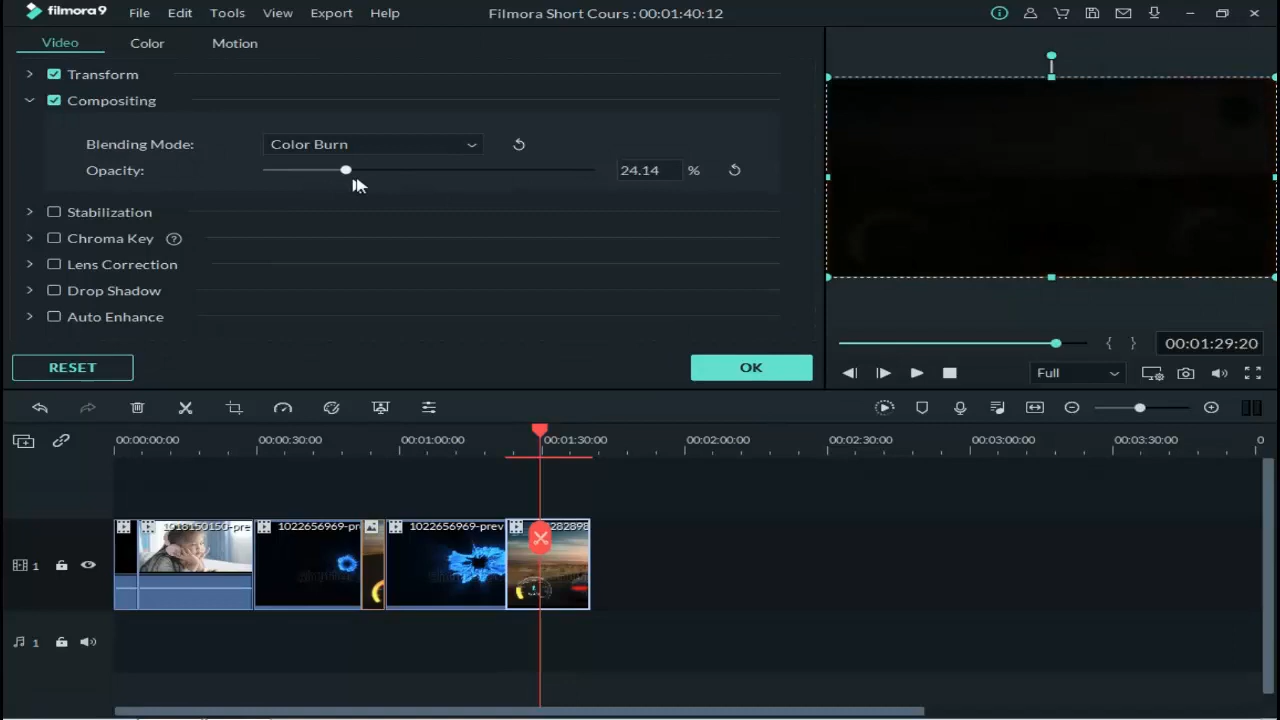 filmora9 File Edit Tools View Export Help Filmora Short Cours : 00:01:40:12
Video Color Motion
Transform
Compositing
Blending Mode: Color Burn
Opacity: 24.14 %
Stabilization
Chroma Key ?
Lens Correction
Drop Shadow
Auto Enhance
{ } 00:01:29:20
RESET OK
Full
00:00:00:00 00:00:30:00 00:01:00:00 00:01:30:00 00:02:00:00 00:02:30:00 00:03:00:00 00:03:30:00 0
1018150150-pre 1022656969-pr 1022656969-prev 282898
1
1